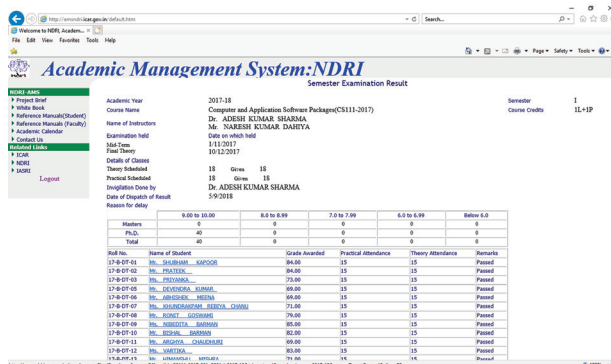 http://amsndri.icar.gov.in/default.htm
Search...
Welcome to NDRI, Academ...
File Edit View Favorites Tools Help
Page Safety Tools
Academic Management System:NDRI
Semester Examination Result
NDRI-AMS
Project Brief
White Book
Reference Manuals(Student)
Reference Manuals (Faculty)
Academic Calendar
Contact Us
Related Links
ICAR
NDRI
IASRI
Logout
Academic Year 2017-18 Semester I
Course Name Computer and Application Software Packages(CS111-2017) Course Credits 1L+1P
Name of Instructors Dr. ADESH KUMAR SHARMA
Mr. NARESH KUMAR DAHIYA
Examination held Date on which held
Mid-Term 1/11/2017
Final Theory 10/12/2017
Details of Classes
Theory Scheduled 18 Given 18
Practical Scheduled 18 Given 18
Invigilation Done by Dr. ADESH KUMAR SHARMA
Date of Dispatch of Result 5/9/2018
Reason for delay
9.00 to 10.00 8.0 to 8.99 7.0 to 7.99 6.0 to 6.99 Below 6.0
Masters 0 0 0 0 0
Ph.D. 40 0 0 0 0
Total 40 0 0 0 0
Roll No. Name of Student Grade Awarded Practical Attendance Theory Attendance Remarks
17-B-DT-01 Mr. SHUBHAM KAPOOR 84.00 15 15 Passed
17-B-DT-02 Mr. PRATEEK 84.00 15 15 Passed
17-B-DT-03 Ms. PRIYANKA 73.00 15 15 Passed
17-B-DT-05 Mr. DEVENDRA KUMAR 69.00 15 15 Passed
17-B-DT-06 Mr. ABHISHEK MEENA 69.00 15 15 Passed
17-B-DT-07 Ms. KHUNDRAKPAM REBIYA CHANU 71.00 15 15 Passed
17-B-DT-08 Mr. RONIT GOSWAMI 79.00 15 15 Passed
17-B-DT-09 Ms. NIBEDITA BARMAN 85.00 15 15 Passed
17-B-DT-10 Mr. BISHAL BARMAN 82.00 15 15 Passed
17-B-DT-11 Mr. ARGHYA CHAUDHURI 69.00 15 15 Passed
17-B-DT-12 Ms. VARTIKA 83.00 15 15 Passed
17-B-DT-13 Mr. HIMANSHU MISHRA 71.00 15 15 Passed